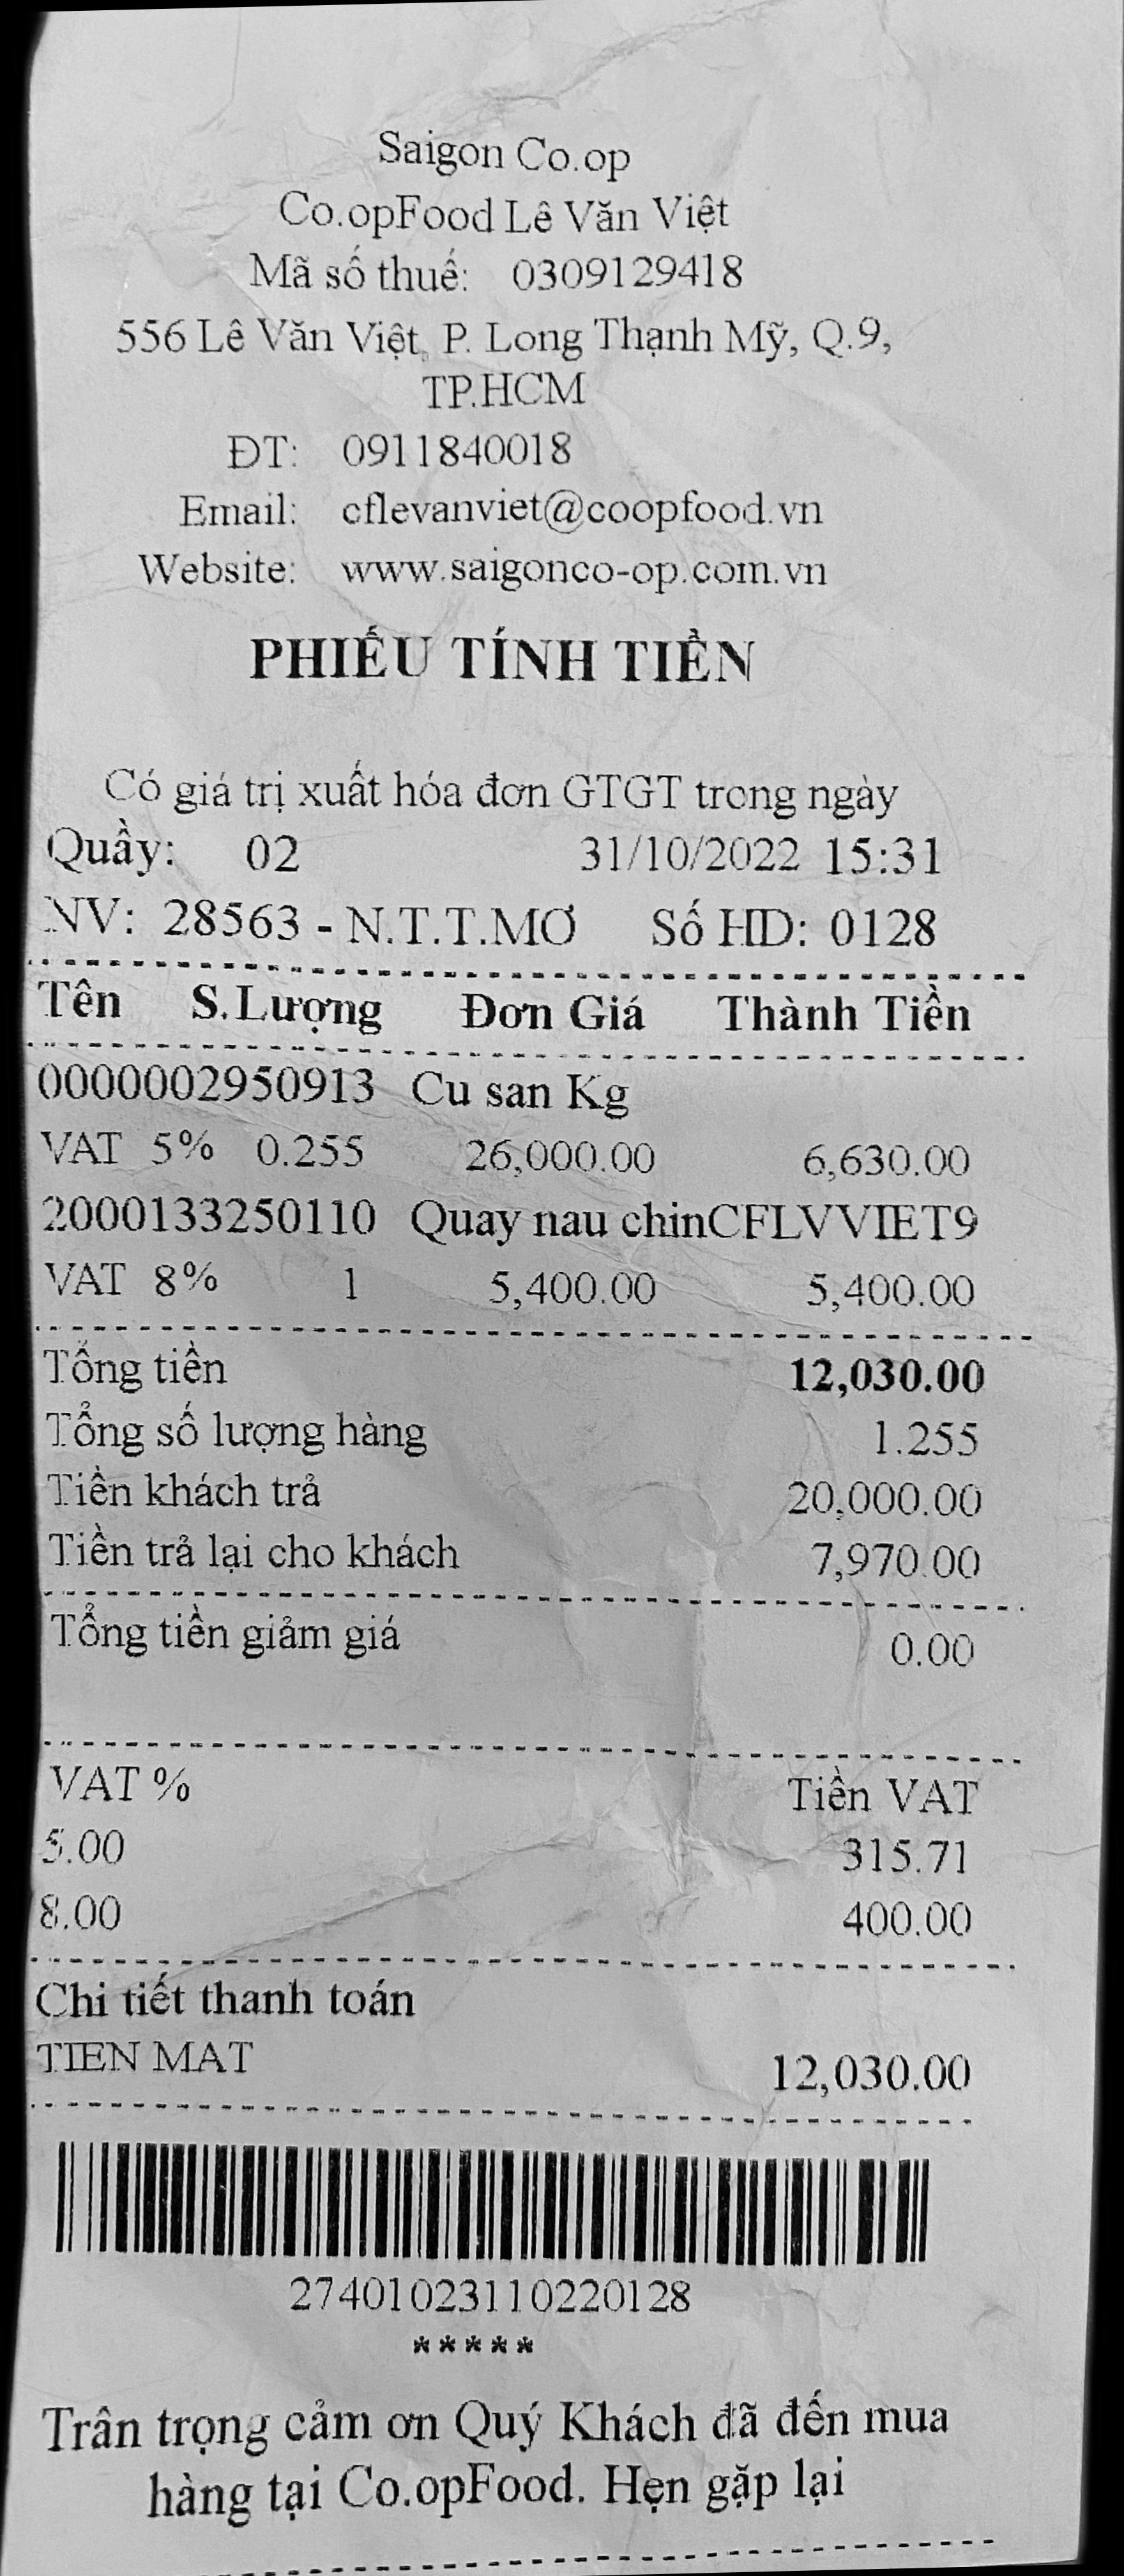 Saigon Co.op
Co.opFood Lê Văn Việt
Mã số thuế: 0309129418
556 Lê Văn Việt, P. Long Thạnh Mỹ, Q.9,
TP.HCM
ĐT: 0911840018
Email: cflevanviet@coopfood.vn
Website: www.saigonco-op.com.vn
PHIẾU TÍNH TIỀN
Có giá trị xuất hóa đơn GTGT trong ngày
Quầy: 02 31/10/2022 15:31
NV: 28563 - N.T.T.MƠ Số HD: 0128
Tên S.Lượng Đơn Giá Thành Tiền
0000002950913 Cu san Kg
VAT 5% 0.255 26,000.00 6,630.00
2000133250110 Quay nau chinCFLVVIET9
VAT 8% 1 5,400.00 5,400.00
Tổng tiền 12,030.00
Tổng số lượng hàng 1.255
Tiền khách trả 20,000.00
Tiền trả lại cho khách 7,970.00
Tổng tiền giảm giá 0.00
VAT % Tiền VAT
5.00 315.71
8.00 400.00
Chi tiết thanh toán
TIEN MAT 12,030.00
27401023110220128
*****
Trân trọng cảm ơn Quý Khách đã đến mua
hàng tại Co.opFood. Hẹn gặp lại